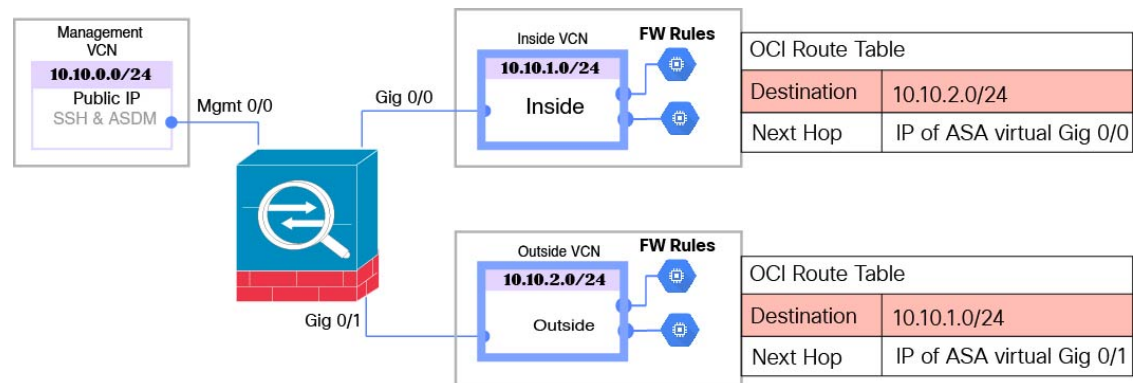 Management
VCN
10.10.0.0/24
Public IP
SSH & ASDM
Mgmt 0/0
Gig 0/0
Inside VCN
10.10.1.0/24
Inside
FW Rules
OCI Route Table
Destination 10.10.2.0/24
Next Hop IP of ASA virtual Gig 0/0
Gig 0/1
Outside VCN
10.10.2.0/24
Outside
FW Rules
OCI Route Table
Destination 10.10.1.0/24
Next Hop IP of ASA virtual Gig 0/1